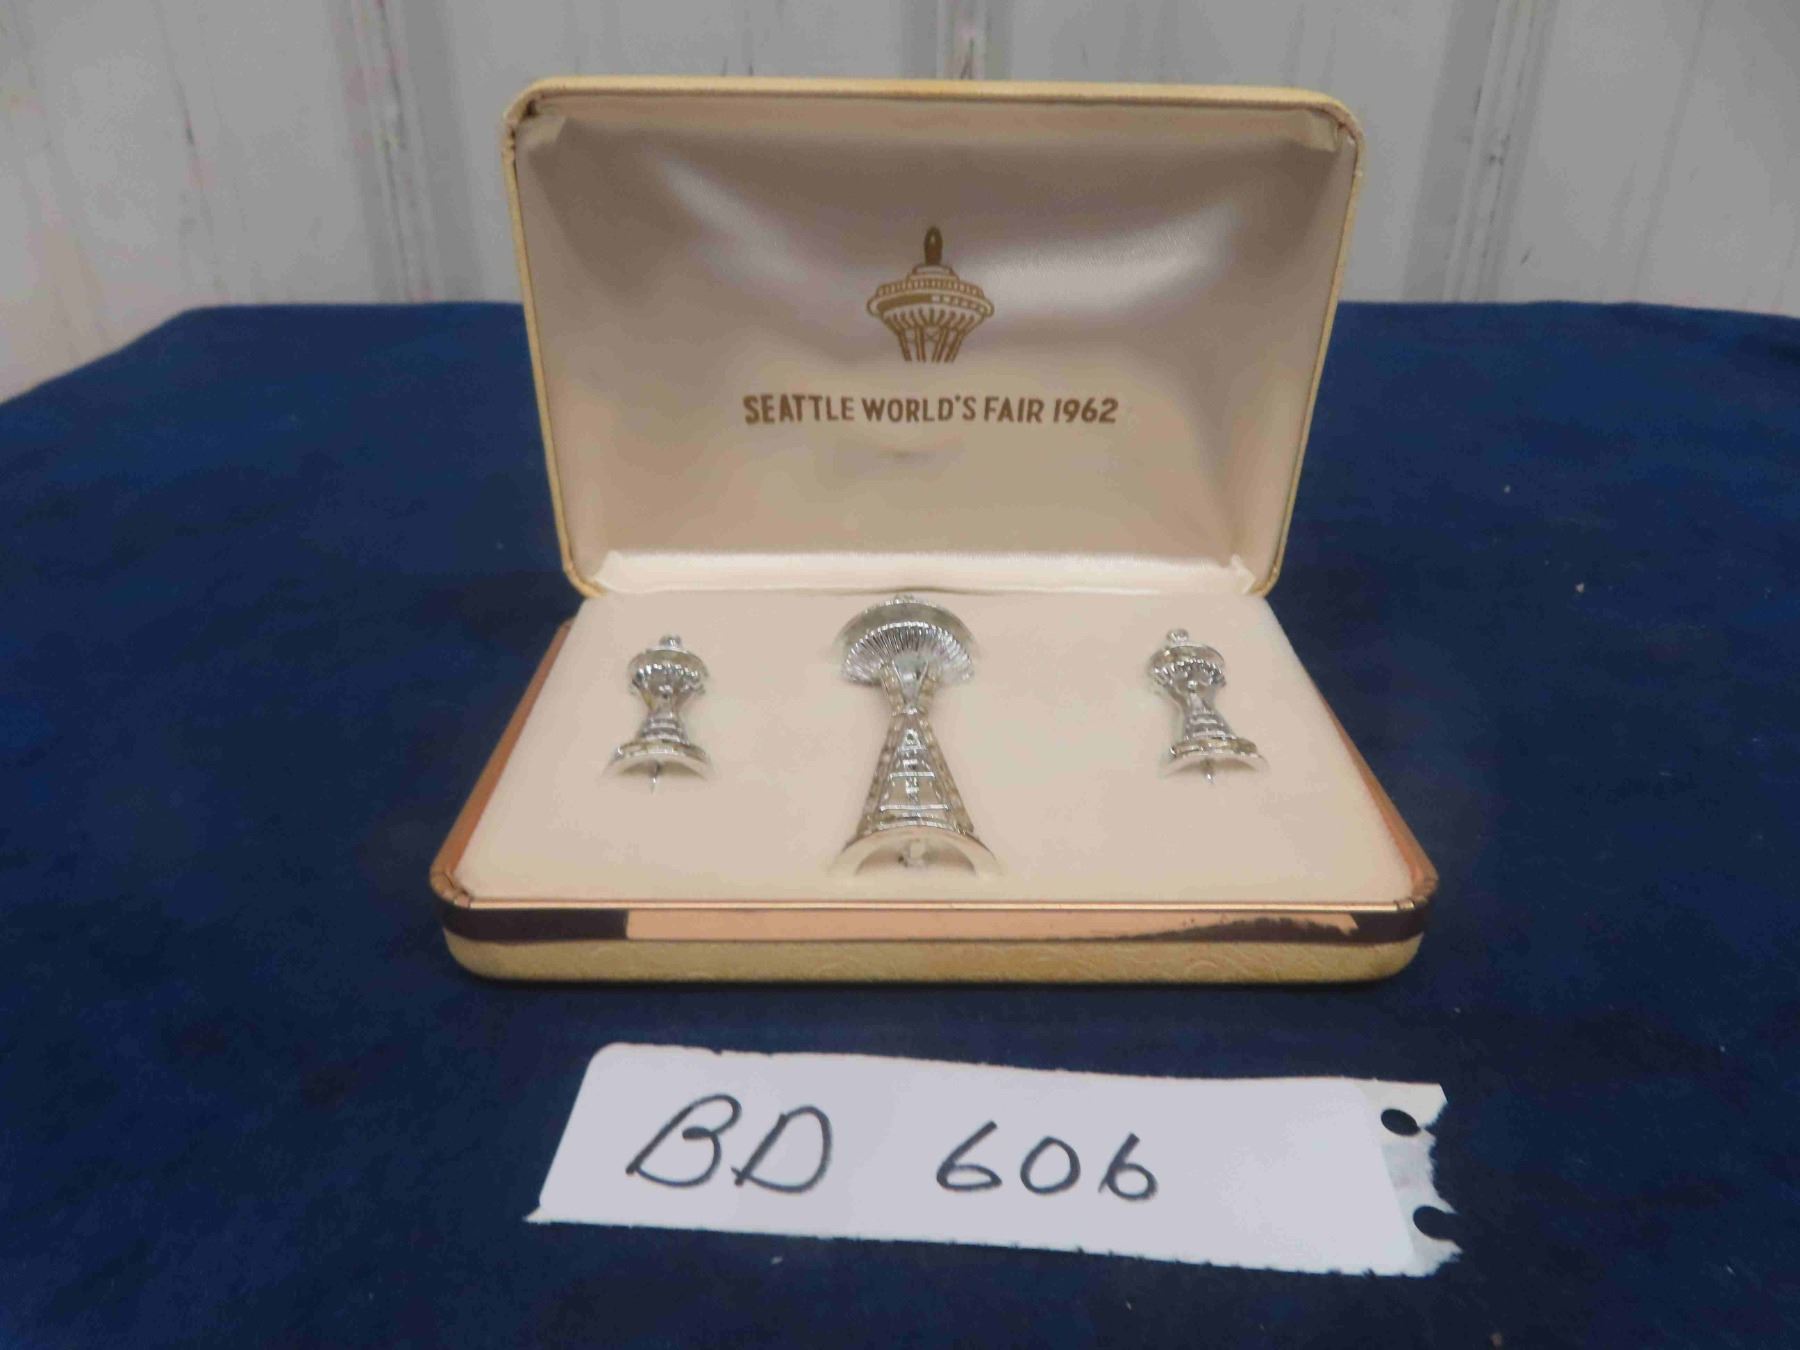 SEATTLE WORLD'S FAIR 1962
BD 606